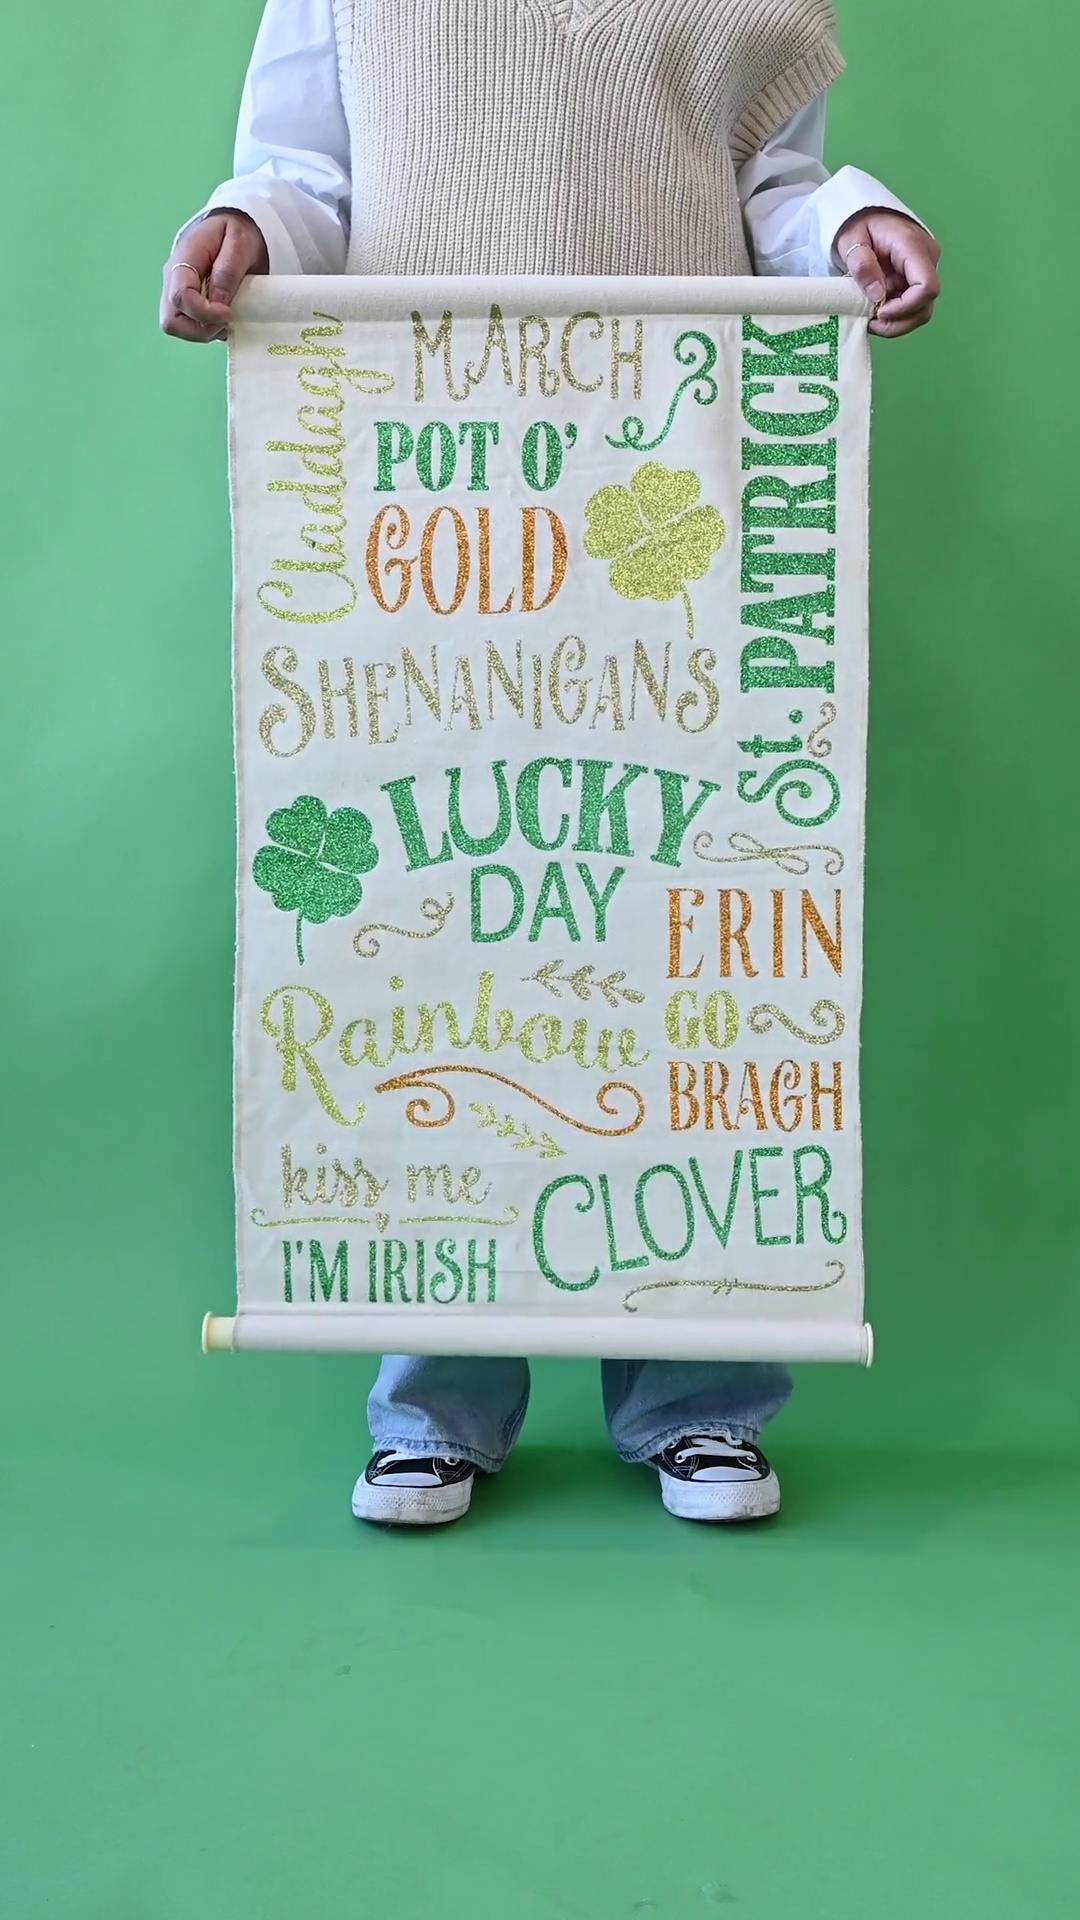 Claddagh
MARCH
POT O'
GOLD
St. PATRICK
SHENANIGANS
LUCKY
DAY
ERIN
GO
BRAGH
Rainbow
kiss me
I'M IRISH
CLOVER